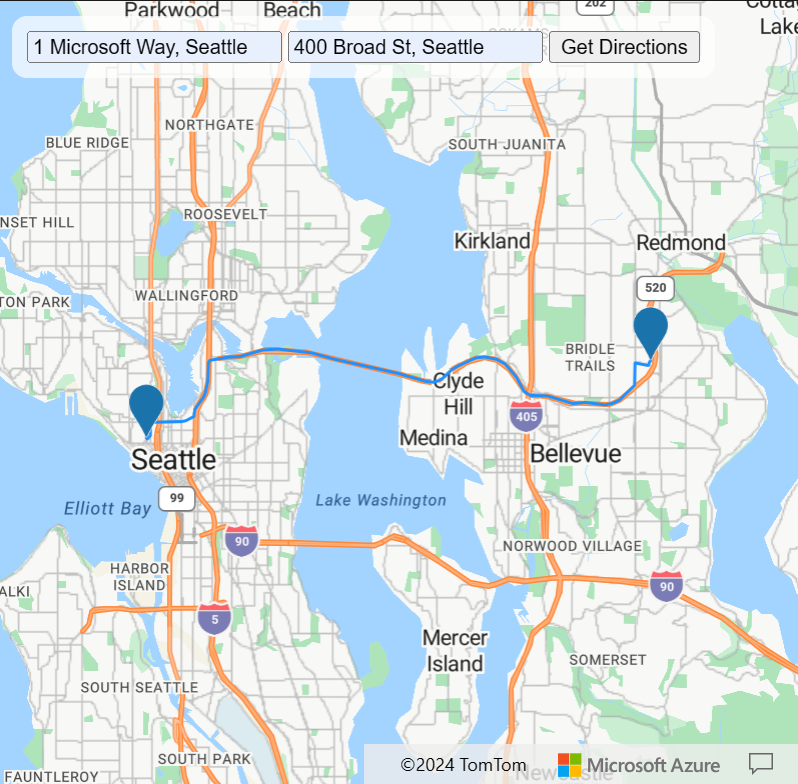 Parkwood
Beach
202
Lake
1 Microsoft Way, Seattle
400 Broad St, Seattle
Get Directions
NORTHGATE
BLUE RIDGE
SOUTH JUANITA
ROOSEVELT
NSET HILL
Kirkland
Redmond
520
TON PARK
WALLINGFORD
BRIDLE
TRAILS
Clyde
Hill
405
Medina
Seattle
Bellevue
99
Elliott Bay
Lake Washington
90
NORWOOD VILLAGE
HARBOR
ISLAND
ALKI
90
5
Mercer
Island
SOMERSET
SOUTH SEATTLE
SOUTH PARK
©2024 TomTom
Microsoft Azure
Newcastle
FAUNTLEROY